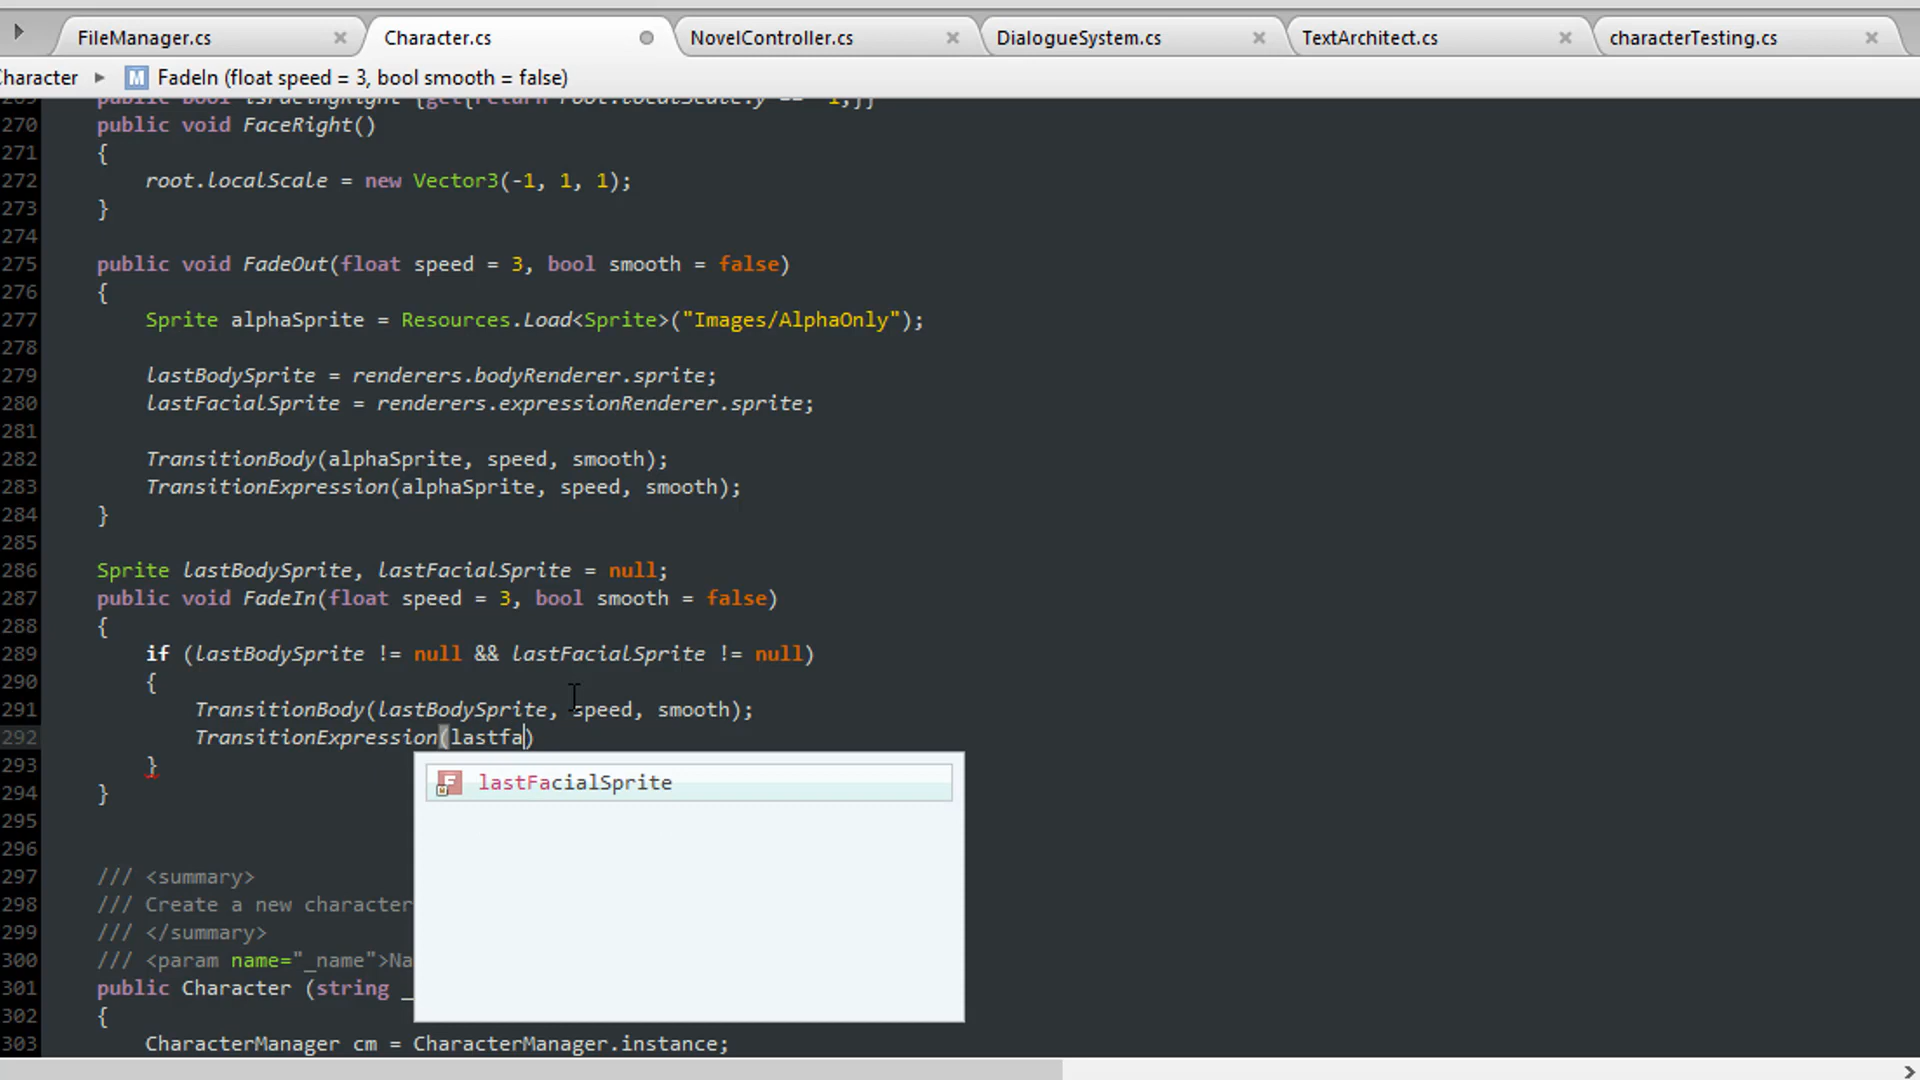 FileManager.cs
Character.cs
NovelController.cs
DialogueSystem.cs
TextArchitect.cs
characterTesting.cs
Character
M FadeIn (float speed = 3, bool smooth = false)
270 public void FaceRight()
271 {
272 root.localScale = new Vector3(-1, 1, 1);
273 }
274
275 public void FadeOut(float speed = 3, bool smooth = false)
276 {
277 Sprite alphaSprite = Resources.Load<Sprite>("Images/AlphaOnly");
278
279 lastBodySprite = renderers.bodyRenderer.sprite;
280 lastFacialSprite = renderers.expressionRenderer.sprite;
281
282 TransitionBody(alphaSprite, speed, smooth);
283 TransitionExpression(alphaSprite, speed, smooth);
284 }
285
286 Sprite lastBodySprite, lastFacialSprite = null;
287 public void FadeIn(float speed = 3, bool smooth = false)
288 {
289 if (lastBodySprite != null && lastFacialSprite != null)
290 {
291 TransitionBody(lastBodySprite, speed, smooth);
292 TransitionExpression(lastfa)
293 }
lastFacialSprite
294 }
295
296
297 /// <summary>
298 /// Create a new character
299 /// </summary>
300 /// <param name="_name">Na
301 public Character (string _
302 {
303 CharacterManager cm = CharacterManager.instance;